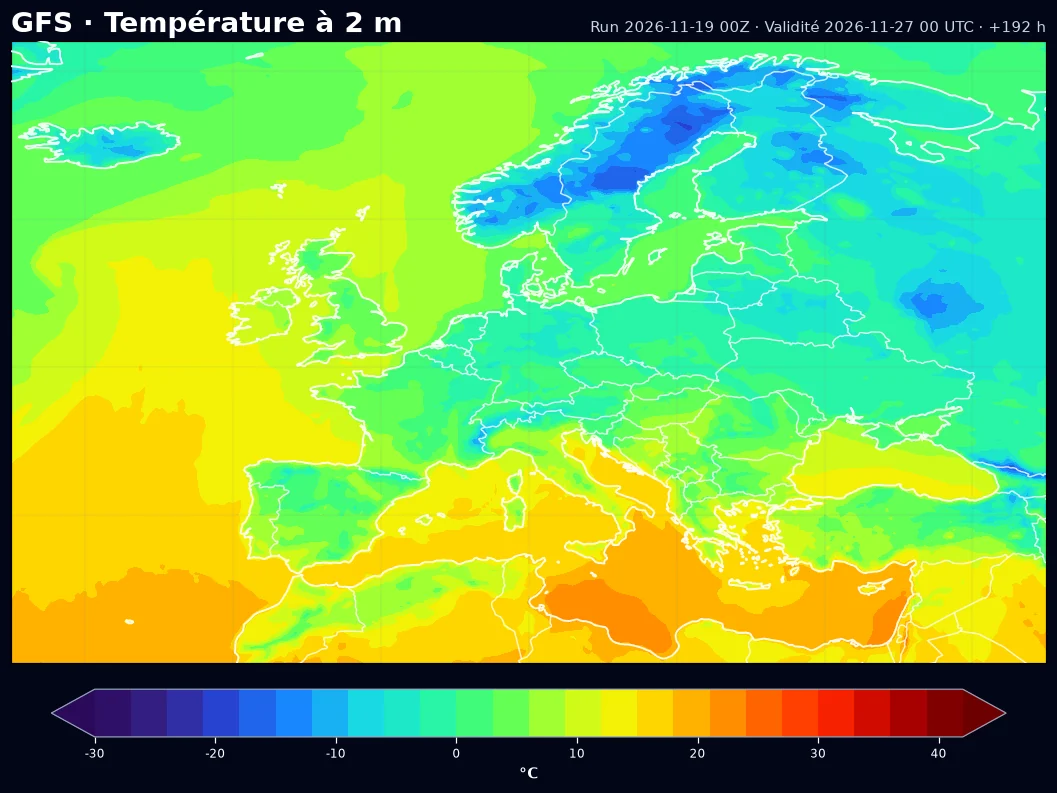 GFS · Température à 2 m
Run 2026-11-19 00Z · Validité 2026-11-27 00 UTC · +192 h
-30 -20 -10 0 10 20 30 40
°C